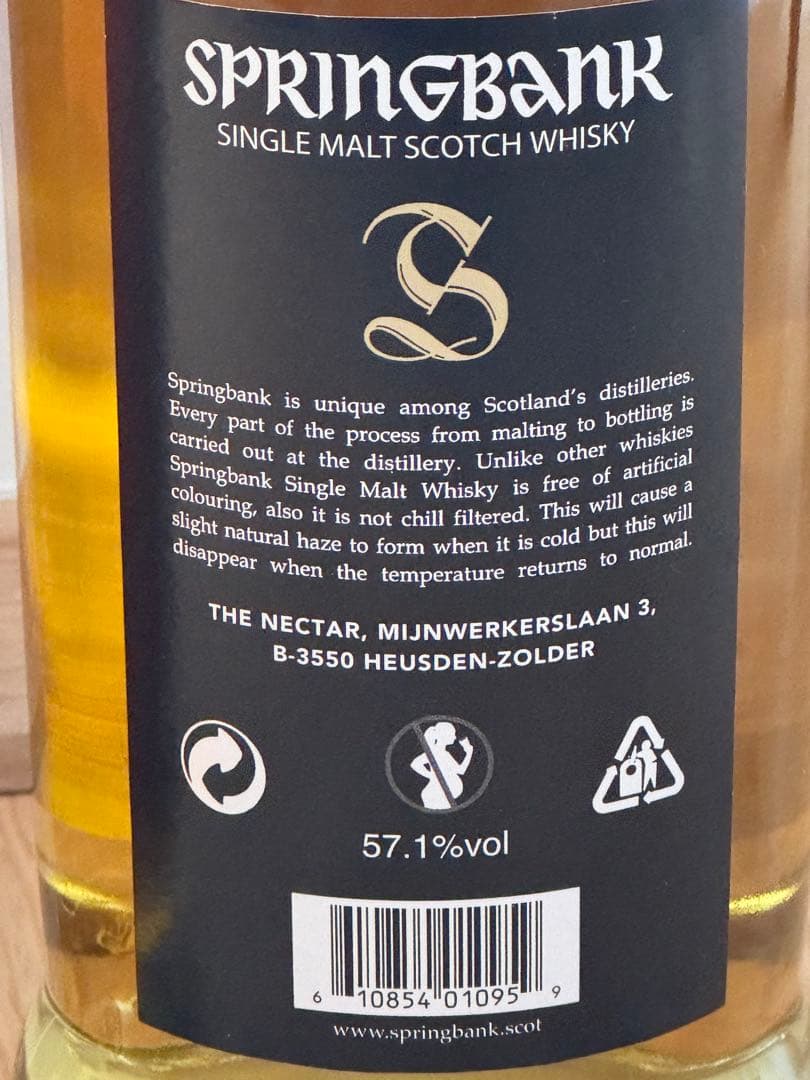 SPRINGBANK
SINGLE MALT SCOTCH WHISKY
S
Springbank is unique among Scotland's distilleries.
Every part of the process from malting to bottling is
carried out at the distillery. Unlike other whiskies
Springbank Single Malt Whisky is free of artificial
colouring, also it is not chill filtered. This will cause a
slight natural haze to form when it is cold but this will
disappear when the temperature returns to normal.
THE NECTAR, MIJNWERKERSLAAN 3,
B-3550 HEUSDEN-ZOLDER
57.1%vol
6 10854 01095 9
www.springbank.scot